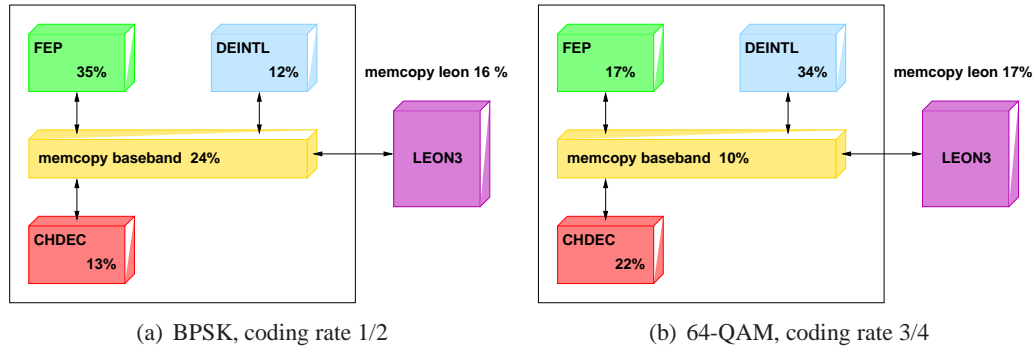 FEP
35%
DEINTL
12%
memcopy leon 16 %
memcopy baseband 24%
LEON3
CHDEC
13%
(a) BPSK, coding rate 1/2
FEP
17%
DEINTL
34%
memcopy leon 17%
memcopy baseband 10%
LEON3
CHDEC
22%
(b) 64-QAM, coding rate 3/4